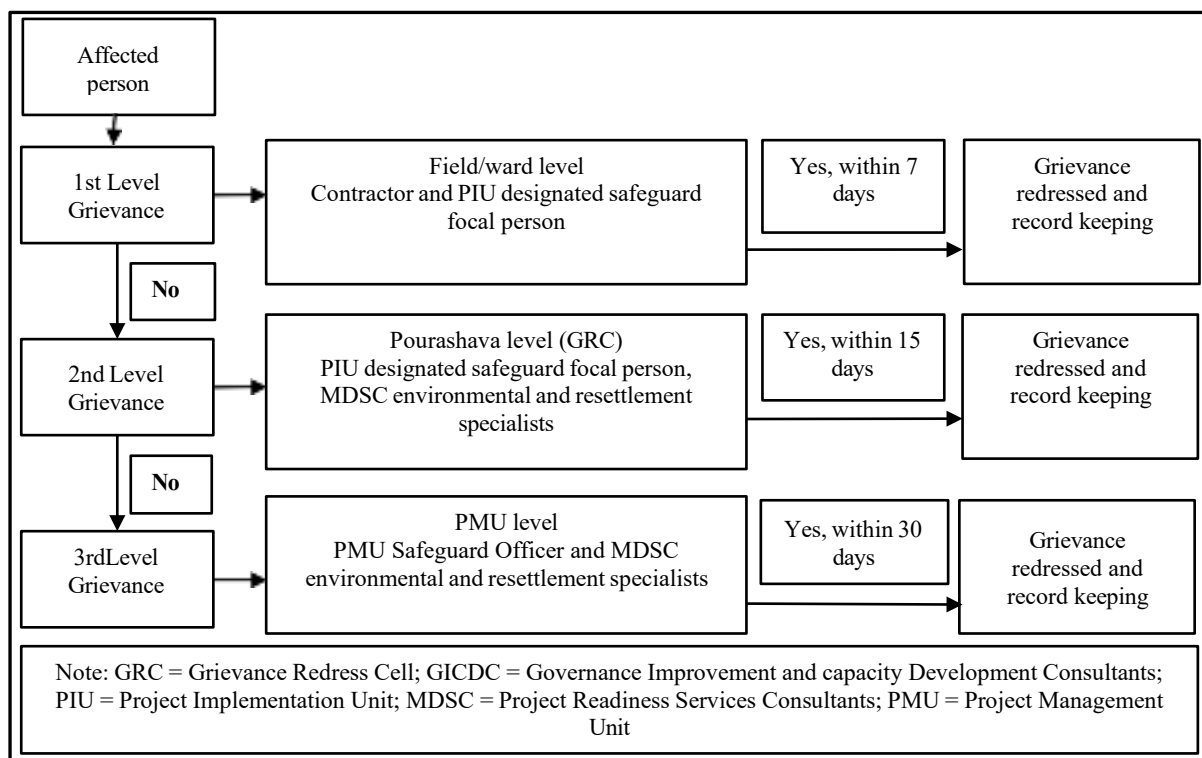 Affected
person
1st Level
Grievance
Field/ward level
Contractor and PIU designated safeguard
focal person
Yes, within 7
days
Grievance
redressed and
record keeping
No
2nd Level
Grievance
Pourashava level (GRC)
PIU designated safeguard focal person,
MDSC environmental and resettlement
specialists
Yes, within 15
days
Grievance
redressed and
record keeping
No
3rdLevel
Grievance
PMU level
PMU Safeguard Officer and MDSC
environmental and resettlement specialists
Yes, within 30
days
Grievance
redressed and
record keeping
Note: GRC = Grievance Redress Cell; GICDC = Governance Improvement and capacity Development Consultants;
PIU = Project Implementation Unit; MDSC = Project Readiness Services Consultants; PMU = Project Management
Unit